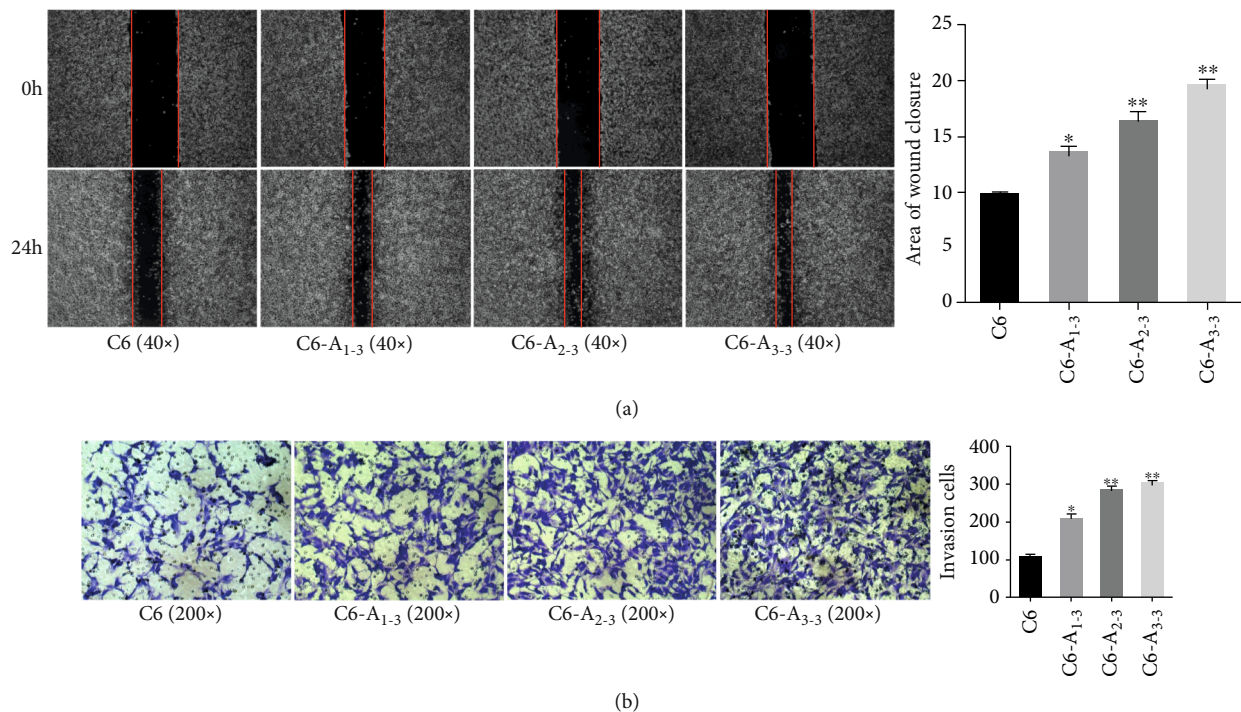 0h
24h
C6 (40×)
C6-A1-3 (40×)
C6-A2-3 (40×)
C6-A3-3 (40×)
Area of wound closure
25
20
15
10
5
0
*
**
**
C6
C6-A1-3
C6-A2-3
C6-A3-3
(a)
C6 (200×)
C6-A1-3 (200×)
C6-A2-3 (200×)
C6-A3-3 (200×)
Invasion cells
400
300
200
100
0
*
**
**
C6
C6-A1-3
C6-A2-3
C6-A3-3
(b)